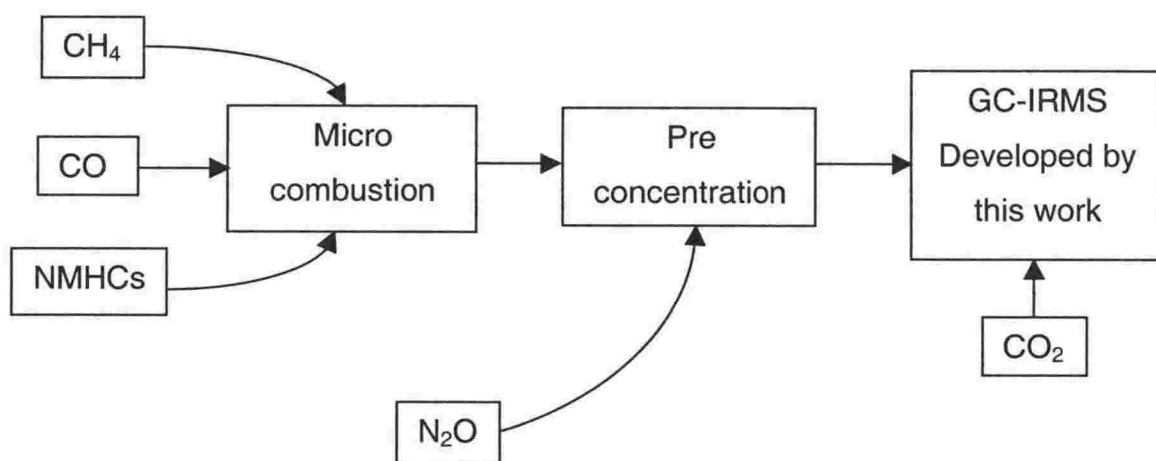 CH₄
CO
NMHCs
Micro
combustion
Pre
concentration
GC-IRMS
Developed by
this work
CO₂
N₂O